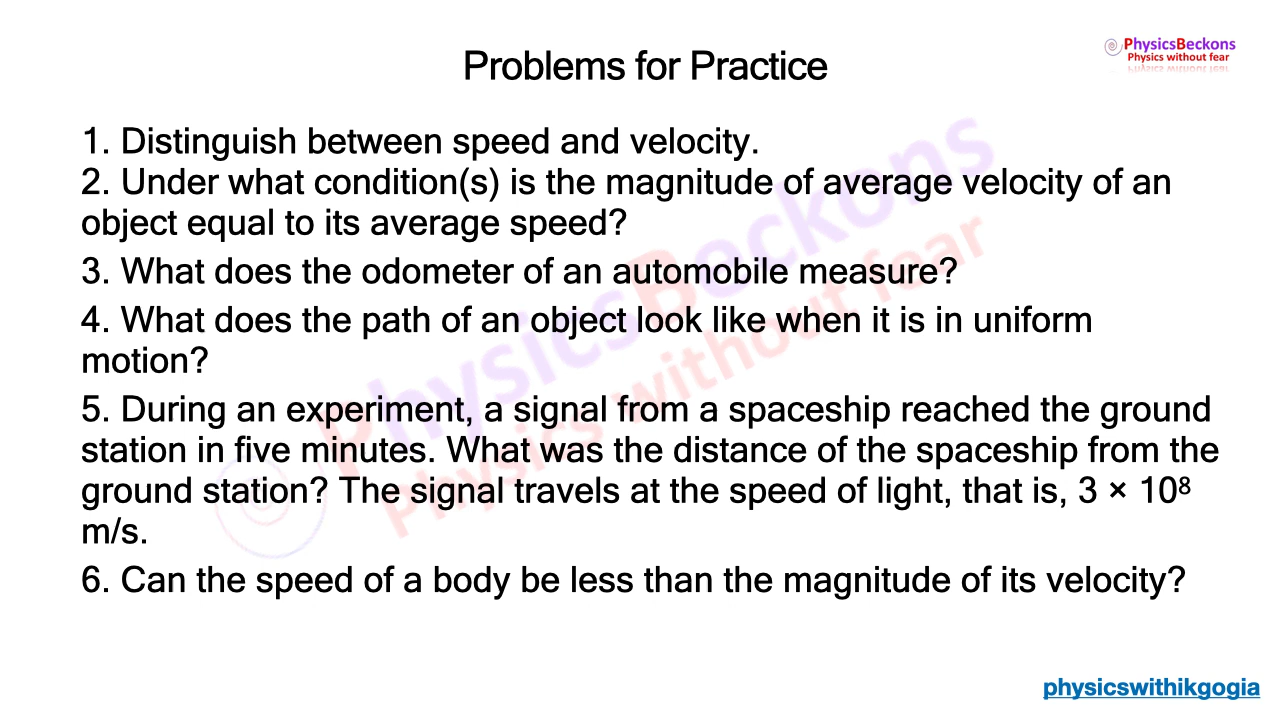 PhysicsBeckons
Physics without fear
Problems for Practice
1. Distinguish between speed and velocity.
2. Under what condition(s) is the magnitude of average velocity of an
object equal to its average speed?
3. What does the odometer of an automobile measure?
4. What does the path of an object look like when it is in uniform
motion?
5. During an experiment, a signal from a spaceship reached the ground
station in five minutes. What was the distance of the spaceship from the
ground station? The signal travels at the speed of light, that is, 3 × 10⁸
m/s.
6. Can the speed of a body be less than the magnitude of its velocity?
PhysicsBeckons
Physics without fear
physicswithikgogia